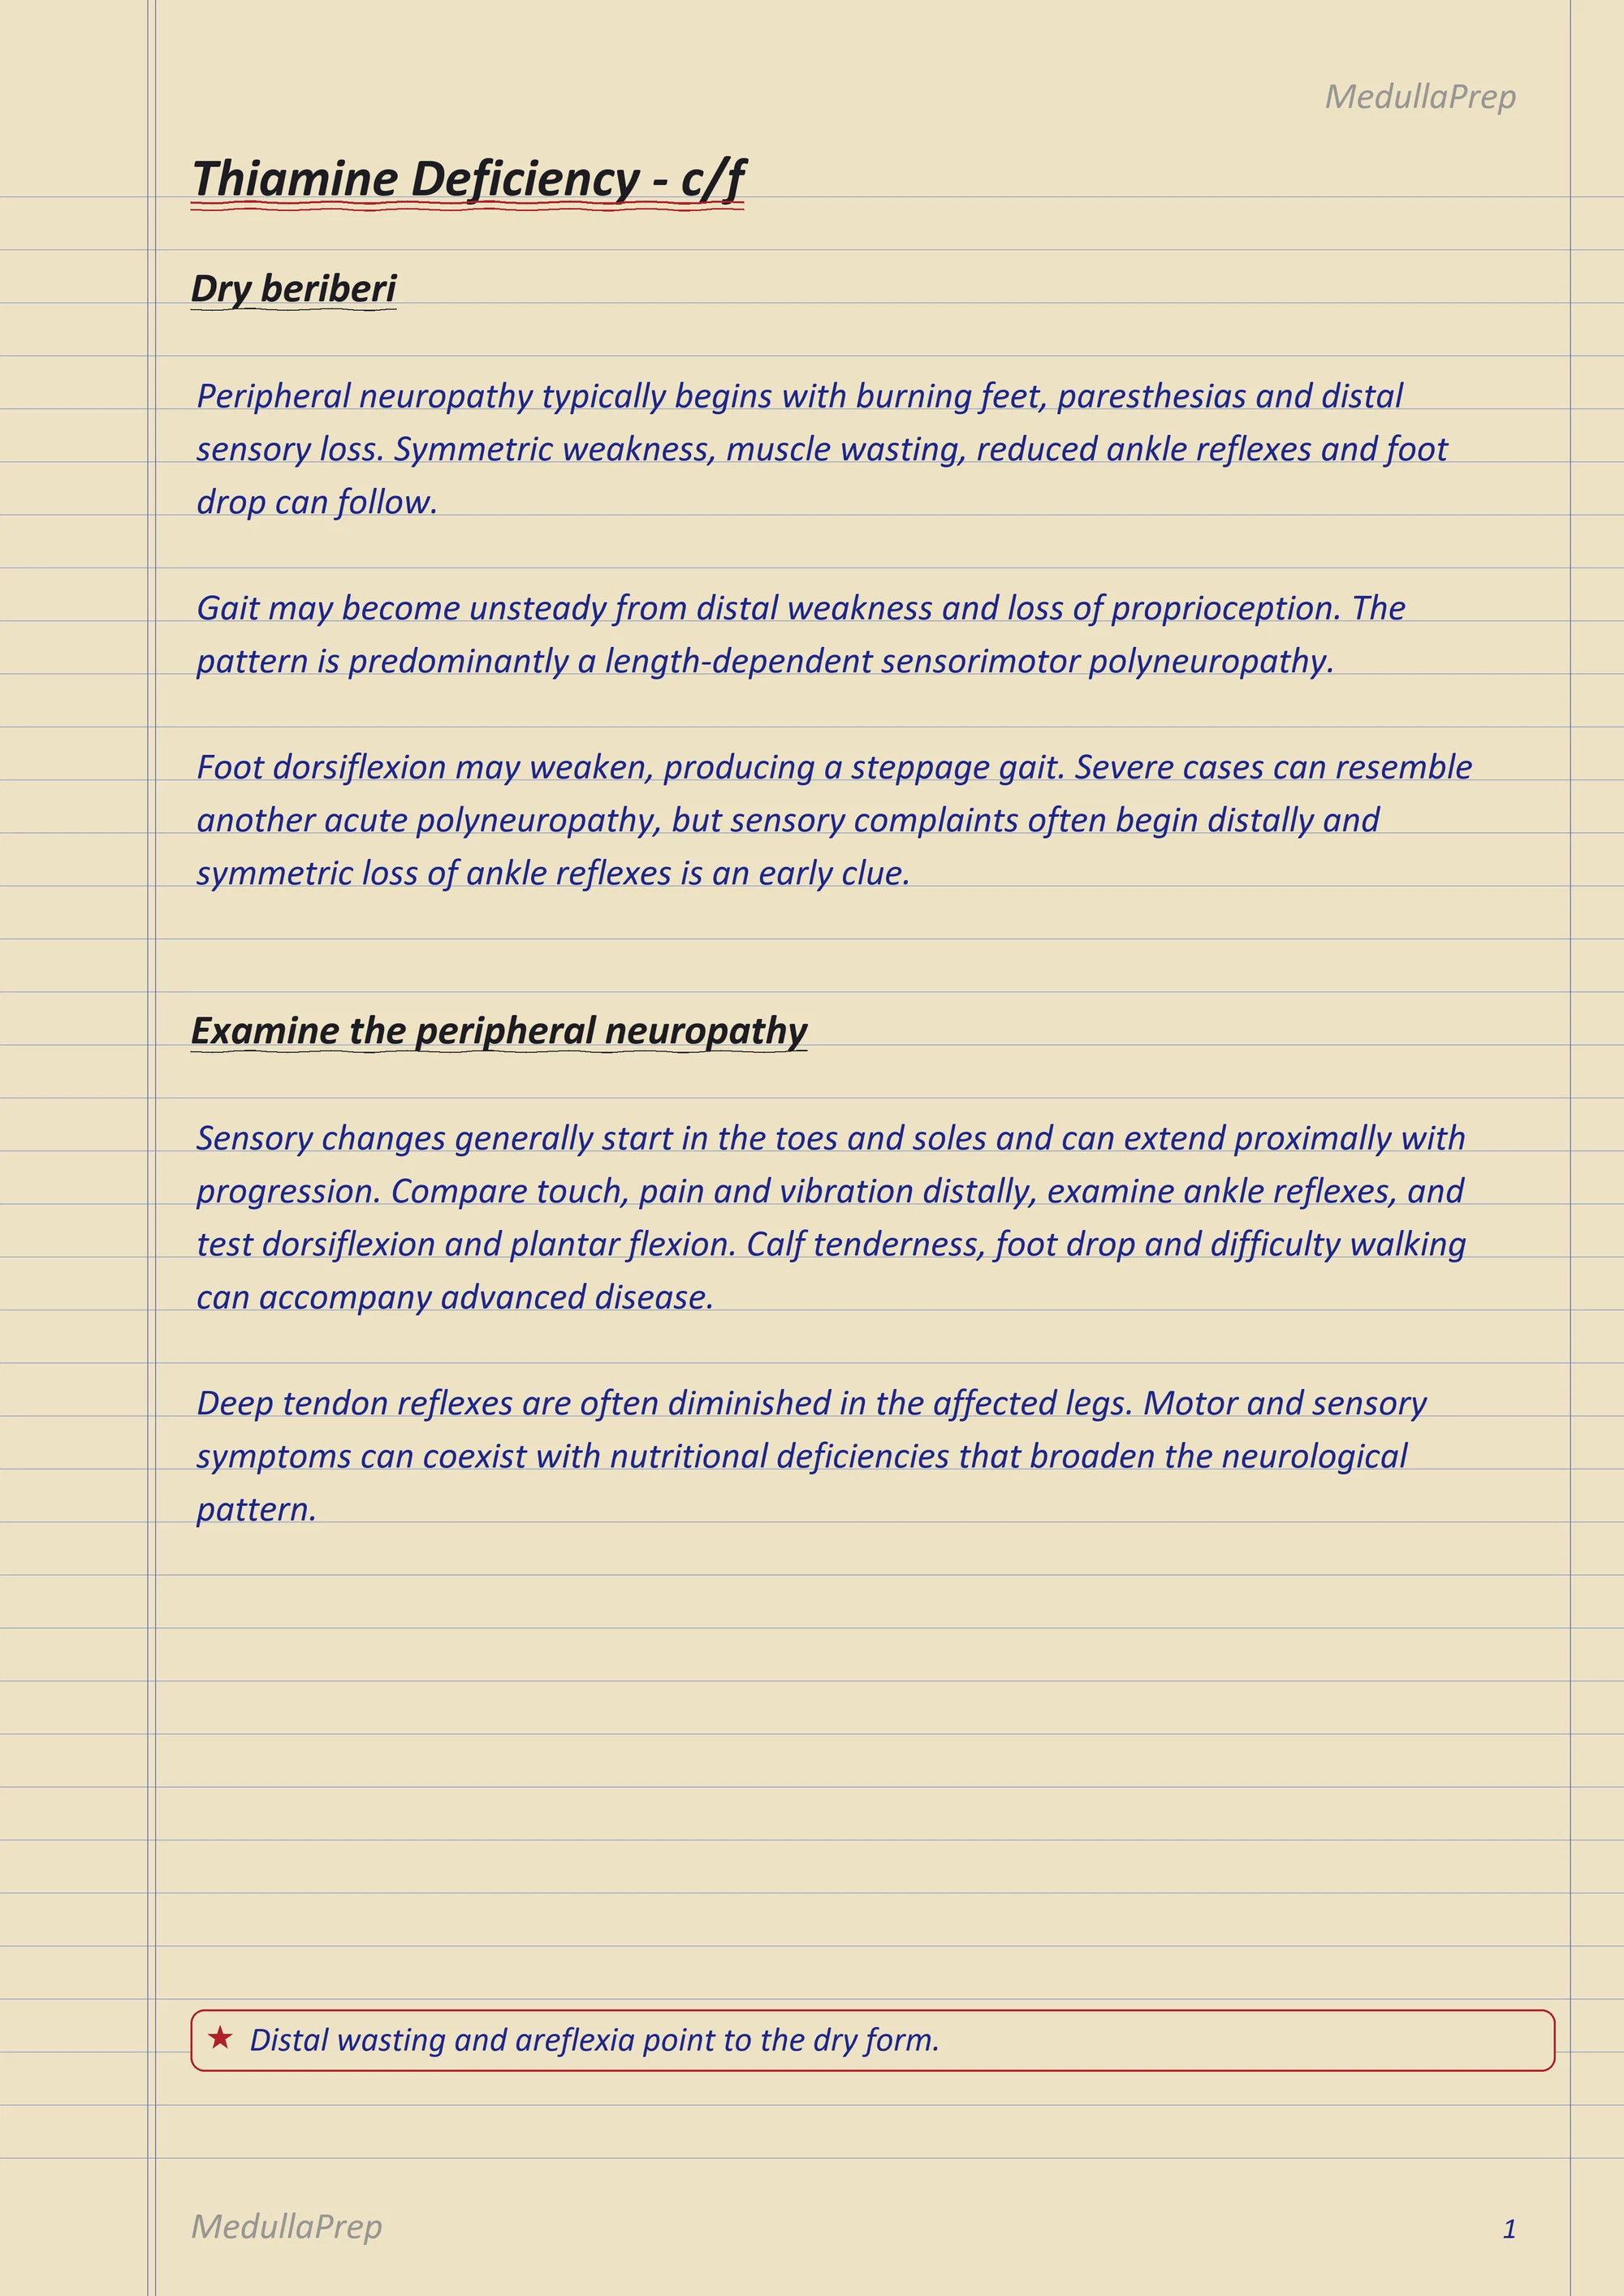 MedullaPrep
Thiamine Deficiency - c/f
Dry beriberi
Peripheral neuropathy typically begins with burning feet, paresthesias and distal
sensory loss. Symmetric weakness, muscle wasting, reduced ankle reflexes and foot
drop can follow.
Gait may become unsteady from distal weakness and loss of proprioception. The
pattern is predominantly a length-dependent sensorimotor polyneuropathy.
Foot dorsiflexion may weaken, producing a steppage gait. Severe cases can resemble
another acute polyneuropathy, but sensory complaints often begin distally and
symmetric loss of ankle reflexes is an early clue.
Examine the peripheral neuropathy
Sensory changes generally start in the toes and soles and can extend proximally with
progression. Compare touch, pain and vibration distally, examine ankle reflexes, and
test dorsiflexion and plantar flexion. Calf tenderness, foot drop and difficulty walking
can accompany advanced disease.
Deep tendon reflexes are often diminished in the affected legs. Motor and sensory
symptoms can coexist with nutritional deficiencies that broaden the neurological
pattern.
★ Distal wasting and areflexia point to the dry form.
MedullaPrep
1